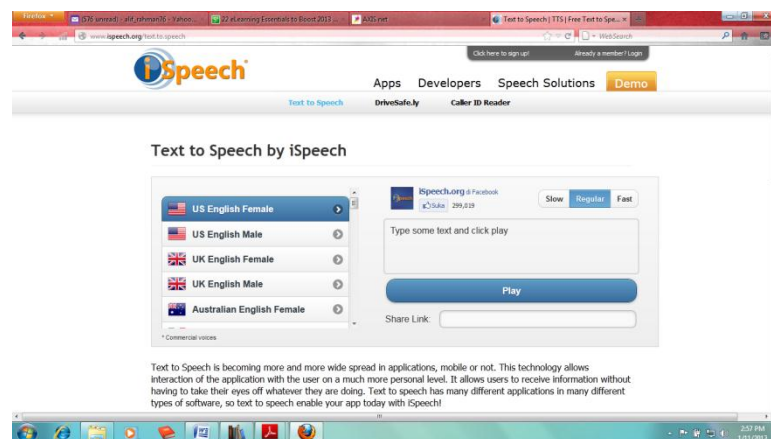 Firefox
(576 unread) - alif_rahman76 - Yahoo...
22 eLearning Essentials to Boost 2013 ...
AXIS net
Text to Speech | TTS | Free Text to Spe...
www.ispeech.org/text.to.speech
WebSearch
Click here to sign up!
Already a member? Login
iSpeech
Apps
Developers
Speech Solutions
Demo
Text to Speech
DriveSafe.ly
Caller ID Reader
Text to Speech by iSpeech
US English Female
US English Male
UK English Female
UK English Male
Australian English Female
* Commercial voices
iSpeech.org di Facebook
Suka 299,019
Slow
Regular
Fast
Type some text and click play
Play
Share Link:
Text to Speech is becoming more and more wide spread in applications, mobile or not. This technology allows
interaction of the application with the user on a much more personal level. It allows users to receive information without
having to take their eyes off whatever they are doing. Text to speech has many different applications in many different
types of software, so text to speech enable your app today with iSpeech!
2:57 PM